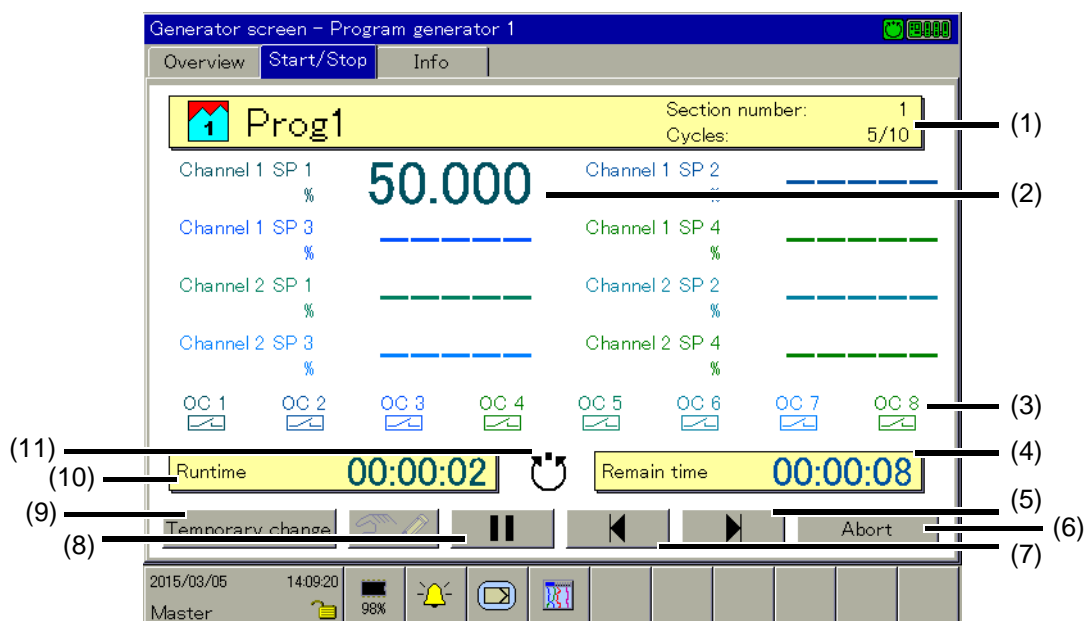 Generator screen – Program generator 1
Overview Start/Stop Info
1 Prog1 Section number: 1
Cycles: 5/10
(1)
Channel 1 SP 1 50.000 Channel 1 SP 2 -----
% %
(2)
Channel 1 SP 3 ----- Channel 1 SP 4 -----
% %
Channel 2 SP 1 ----- Channel 2 SP 2 -----
% %
Channel 2 SP 3 ----- Channel 2 SP 4 -----
% %
OC 1 OC 2 OC 3 OC 4 OC 5 OC 6 OC 7 OC 8
(3)
(11)
(4)
(10)
Runtime 00:00:02 Remain time 00:00:08
(5)
(9)
Temporary change Abort
(6)
(8)
(7)
2015/03/05 14:09:20
Master 98%